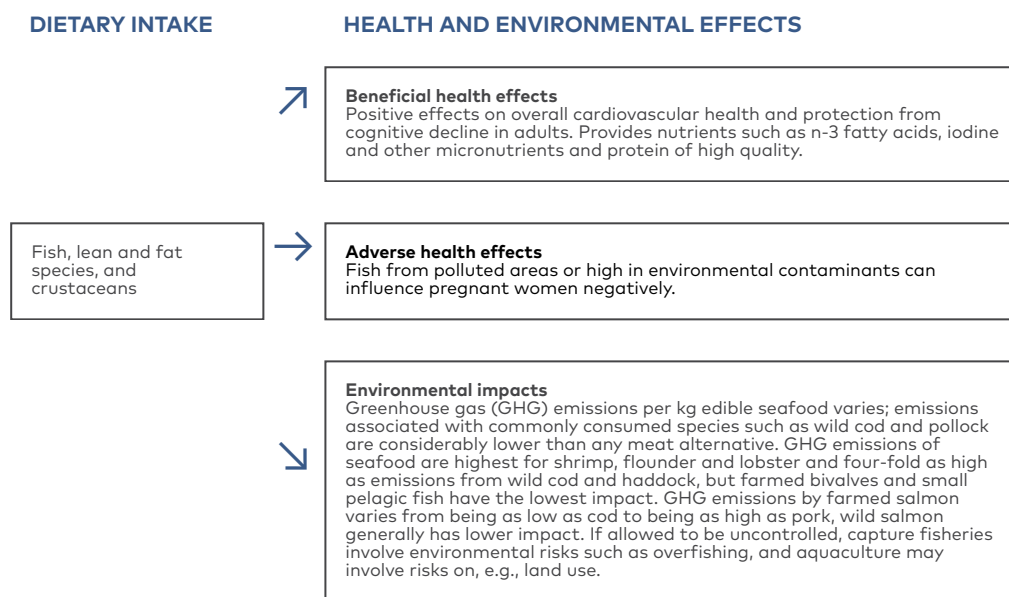 DIETARY INTAKE
HEALTH AND ENVIRONMENTAL EFFECTS
Beneficial health effects
Positive effects on overall cardiovascular health and protection from
cognitive decline in adults. Provides nutrients such as n-3 fatty acids, iodine
and other micronutrients and protein of high quality.
Fish, lean and fat
species, and
crustaceans
Adverse health effects
Fish from polluted areas or high in environmental contaminants can
influence pregnant women negatively.
Environmental impacts
Greenhouse gas (GHG) emissions per kg edible seafood varies; emissions
associated with commonly consumed species such as wild cod and pollock
are considerably lower than any meat alternative. GHG emissions of
seafood are highest for shrimp, flounder and lobster and four-fold as high
as emissions from wild cod and haddock, but farmed bivalves and small
pelagic fish have the lowest impact. GHG emissions by farmed salmon
varies from being as low as cod to being as high as pork, wild salmon
generally has lower impact. If allowed to be uncontrolled, capture fisheries
involve environmental risks such as overfishing, and aquaculture may
involve risks on, e.g., land use.